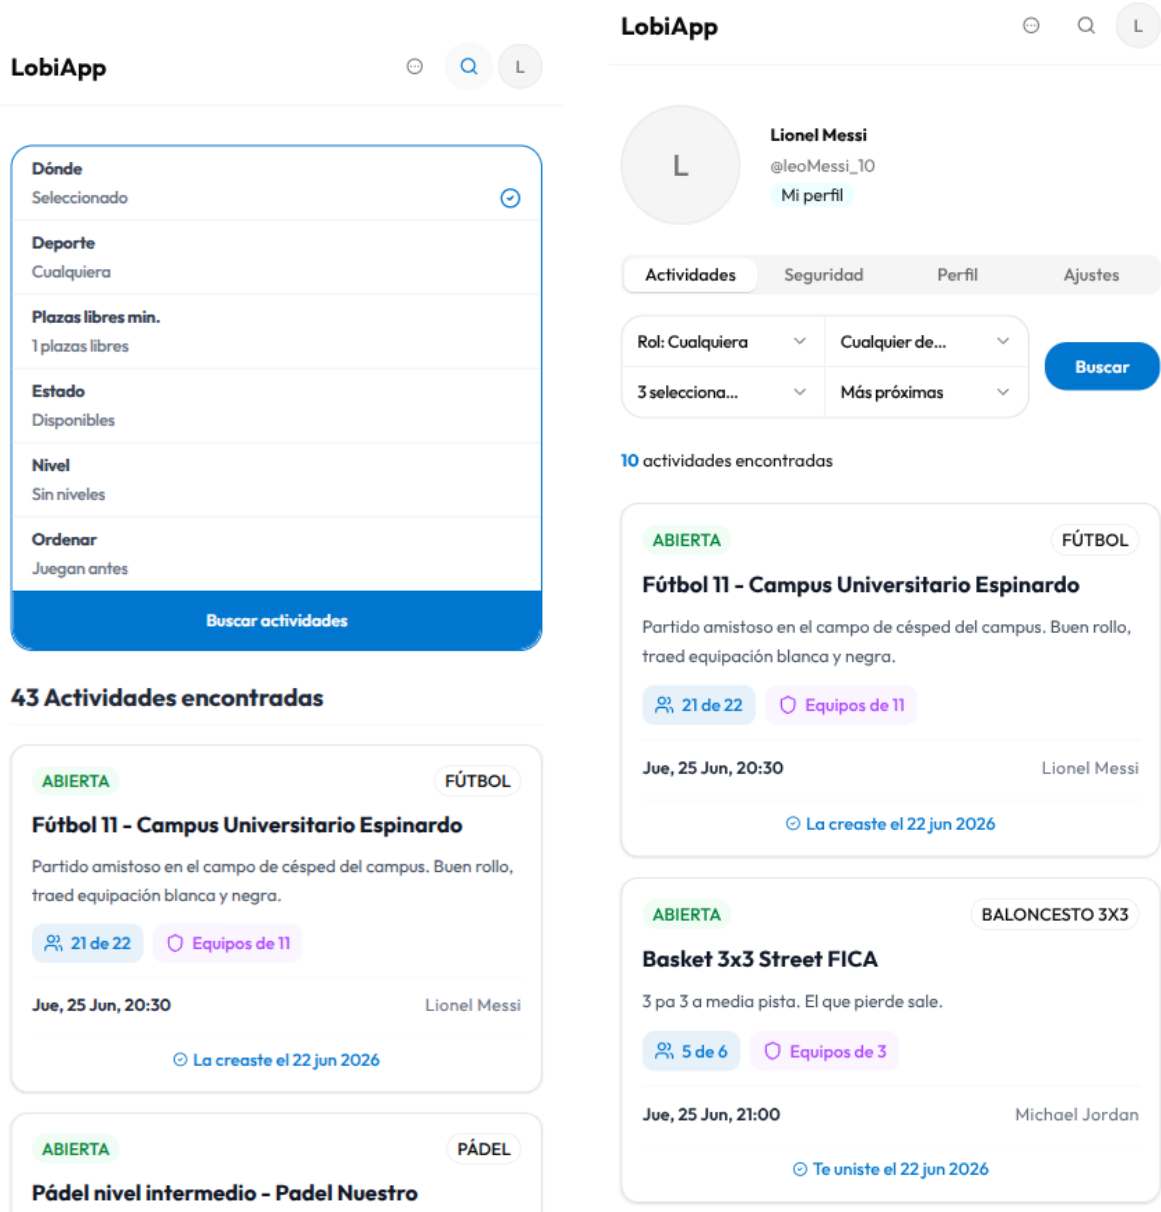 LobiApp
L
Dónde
Seleccionado
Deporte
Cualquiera
Plazas libres min.
1 plazas libres
Estado
Disponibles
Nivel
Sin niveles
Ordenar
Juegan antes
Buscar actividades
43 Actividades encontradas
ABIERTA
FÚTBOL
Fútbol 11 - Campus Universitario Espinardo
Partido amistoso en el campo de césped del campus. Buen rollo,
traed equipación blanca y negra.
21 de 22
Equipos de 11
Jue, 25 Jun, 20:30
Lionel Messi
La creaste el 22 jun 2026
ABIERTA
PÁDEL
Pádel nivel intermedio - Padel Nuestro
LobiApp
L
L
Lionel Messi
@leoMessi_10
Mi perfil
Actividades
Seguridad
Perfil
Ajustes
Rol: Cualquiera
Cualquier de...
3 selecciona...
Más próximas
Buscar
10 actividades encontradas
ABIERTA
FÚTBOL
Fútbol 11 - Campus Universitario Espinardo
Partido amistoso en el campo de césped del campus. Buen rollo,
traed equipación blanca y negra.
21 de 22
Equipos de 11
Jue, 25 Jun, 20:30
Lionel Messi
La creaste el 22 jun 2026
ABIERTA
BALONCESTO 3X3
Basket 3x3 Street FICA
3 pa 3 a media pista. El que pierde sale.
5 de 6
Equipos de 3
Jue, 25 Jun, 21:00
Michael Jordan
Te uniste el 22 jun 2026